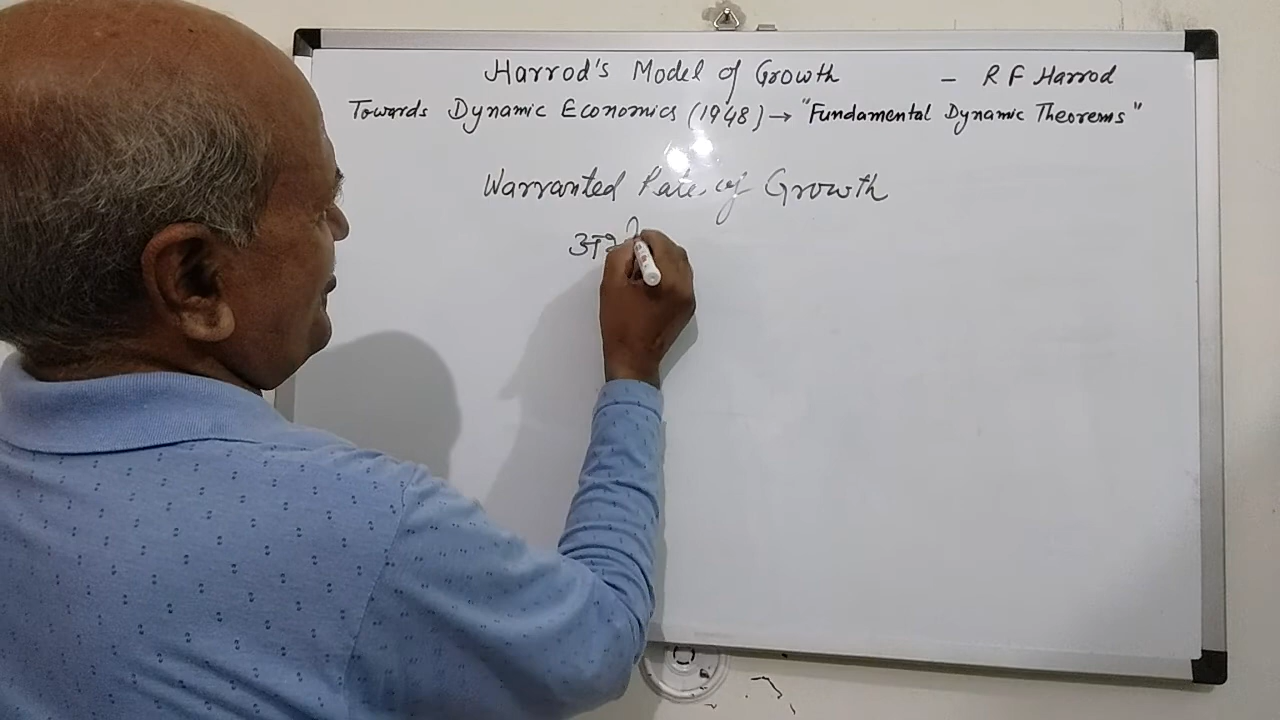 Harrod's Model of Growth - R F Harrod
Towards Dynamic Economics (1948) → "Fundamental Dynamic Theorems"
Warranted Rate of Growth